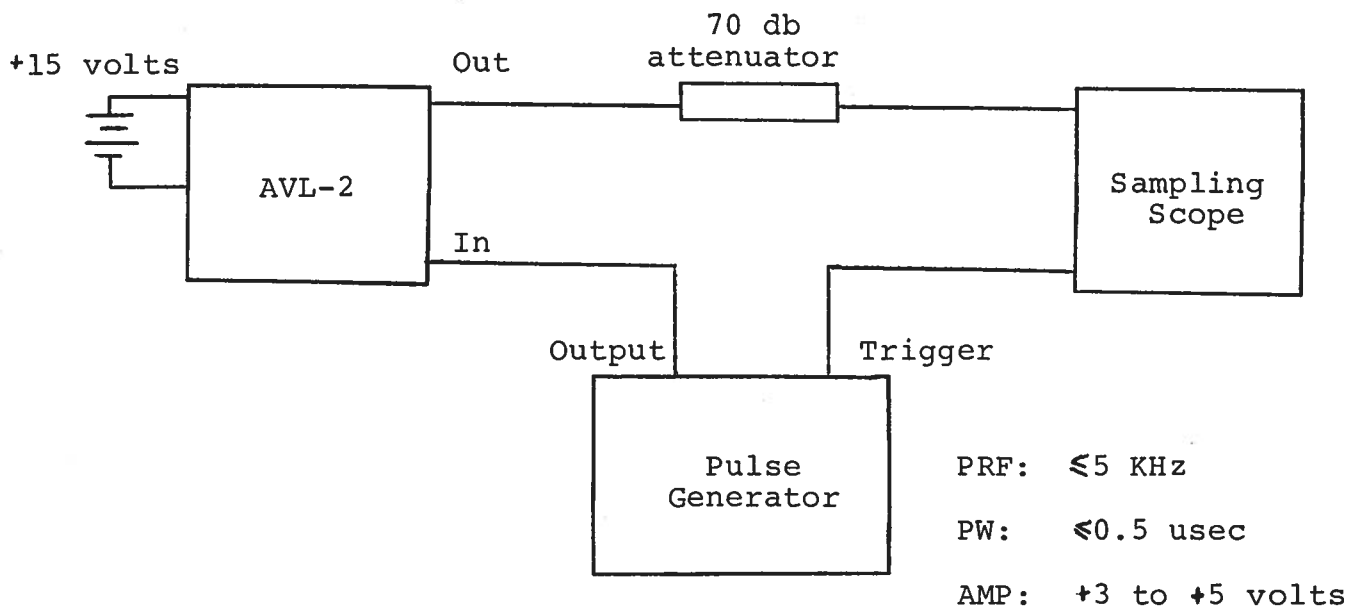 70 db
attenuator
+15 volts
Out
AVL-2
Sampling
Scope
In
Output
Trigger
Pulse
Generator
PRF: ≤5 KHz
PW: ≤0.5 usec
AMP: +3 to +5 volts